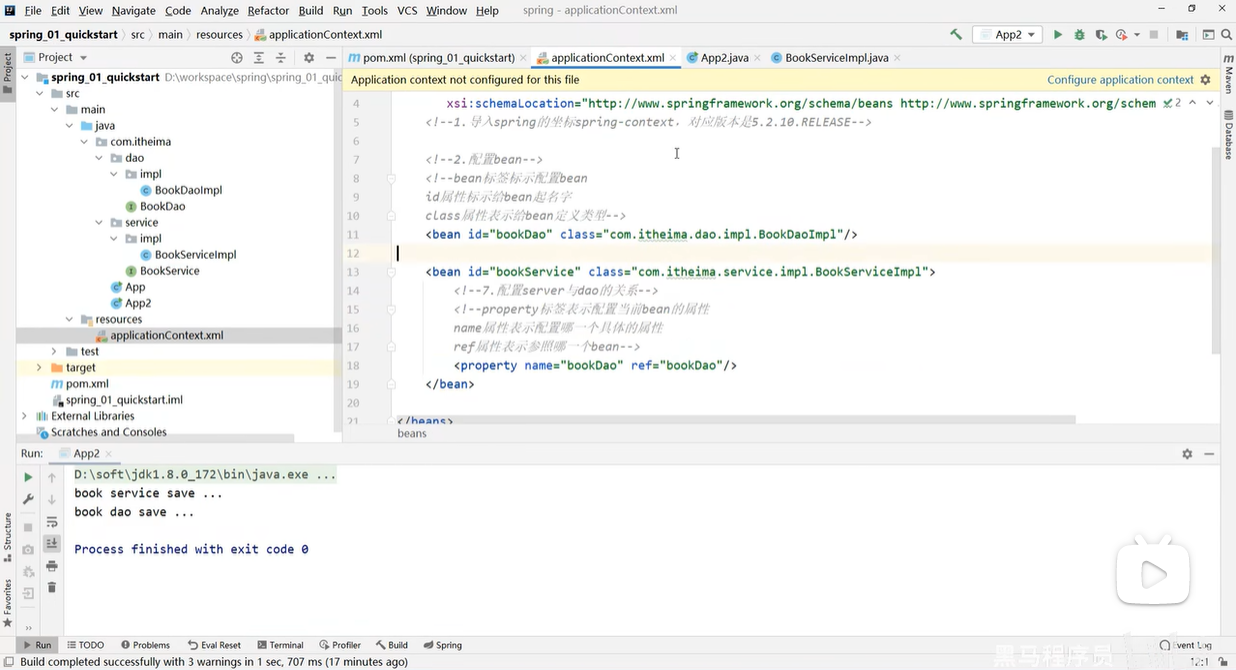 File Edit View Navigate Code Analyze Refactor Build Run Tools VCS Window Help spring - applicationContext.xml
spring_01_quickstart src main resources applicationContext.xml App2
Project
pom.xml (spring_01_quickstart) applicationContext.xml App2.java BookServiceImpl.java
Project
spring_01_quickstart D:\workspace\spring\spring_01_quickstart
src
main
java
com.itheima
dao
impl
BookDaoImpl
BookDao
service
impl
BookServiceImpl
BookService
App
App2
resources
applicationContext.xml
test
target
pom.xml
spring_01_quickstart.iml
External Libraries
Scratches and Consoles
Application context not configured for this file Configure application context
4 xsi:schemaLocation="http://www.springframework.org/schema/beans http://www.springframework.org/schem 2
5 <!--1.导入spring的坐标spring-context，对应版本是5.2.10.RELEASE-->
6
7 <!--2.配置bean-->
8 <!--bean标签标示配置bean
9 id属性标示给bean起名字
10 class属性表示给bean定义类型-->
11 <bean id="bookDao" class="com.itheima.dao.impl.BookDaoImpl"/>
12
13 <bean id="bookService" class="com.itheima.service.impl.BookServiceImpl">
14 <!--7.配置server与dao的关系-->
15 <!--property标签表示配置当前bean的属性
16 name属性表示配置哪一个具体的属性
17 ref属性表示参照哪一个bean-->
18 <property name="bookDao" ref="bookDao"/>
19 </bean>
20
21 </beans>
beans
Maven
Database
Run: App2
D:\soft\jdk1.8.0_172\bin\java.exe ...
book service save ...
book dao save ...
Process finished with exit code 0
Structure
Favorites
Run TODO Problems Eval Reset Terminal Profiler Build Spring Event Log
Build completed successfully with 3 warnings in 1 sec, 707 ms (17 minutes ago) 12:1
黑马程序员